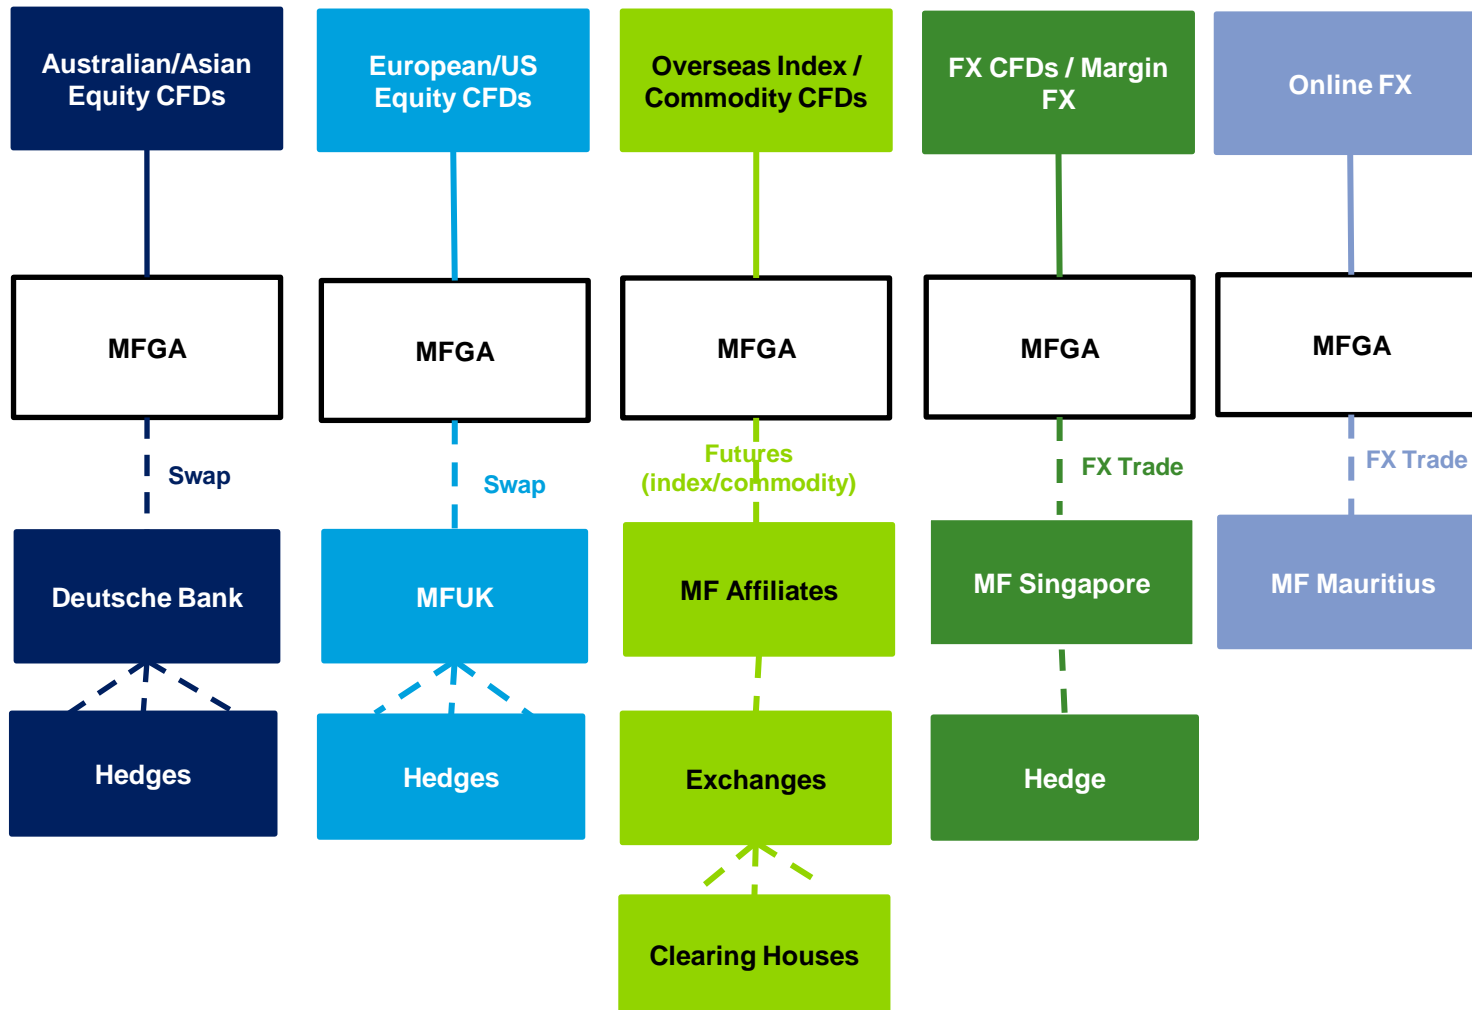 Australian/Asian
Equity CFDs
European/US
Equity CFDs
Overseas Index /
Commodity CFDs
FX CFDs / Margin
FX
Online FX
MFGA
MFGA
MFGA
MFGA
MFGA
Swap
Swap
Futures
(index/commodity)
FX Trade
FX Trade
Deutsche Bank
MFUK
MF Affiliates
MF Singapore
MF Mauritius
Hedges
Hedges
Exchanges
Hedge
Clearing Houses